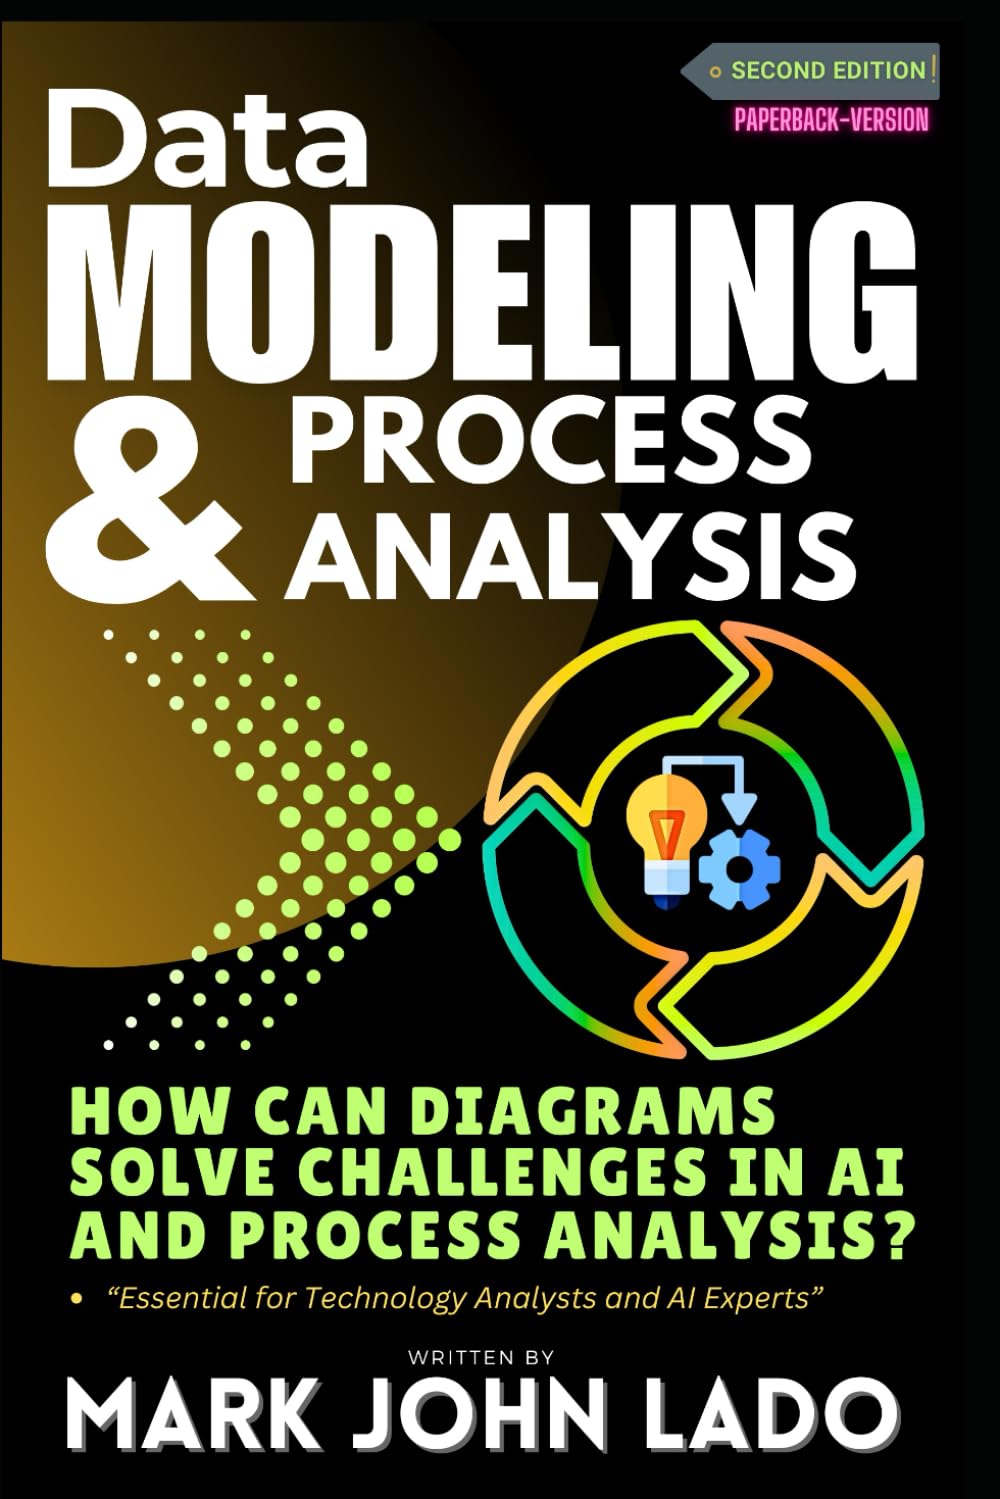 SECOND EDITION!
PAPERBACK-VERSION
Data
MODELING
& PROCESS
ANALYSIS
HOW CAN DIAGRAMS
SOLVE CHALLENGES IN AI
AND PROCESS ANALYSIS?
• “Essential for Technology Analysts and AI Experts”
WRITTEN BY
MARK JOHN LADO